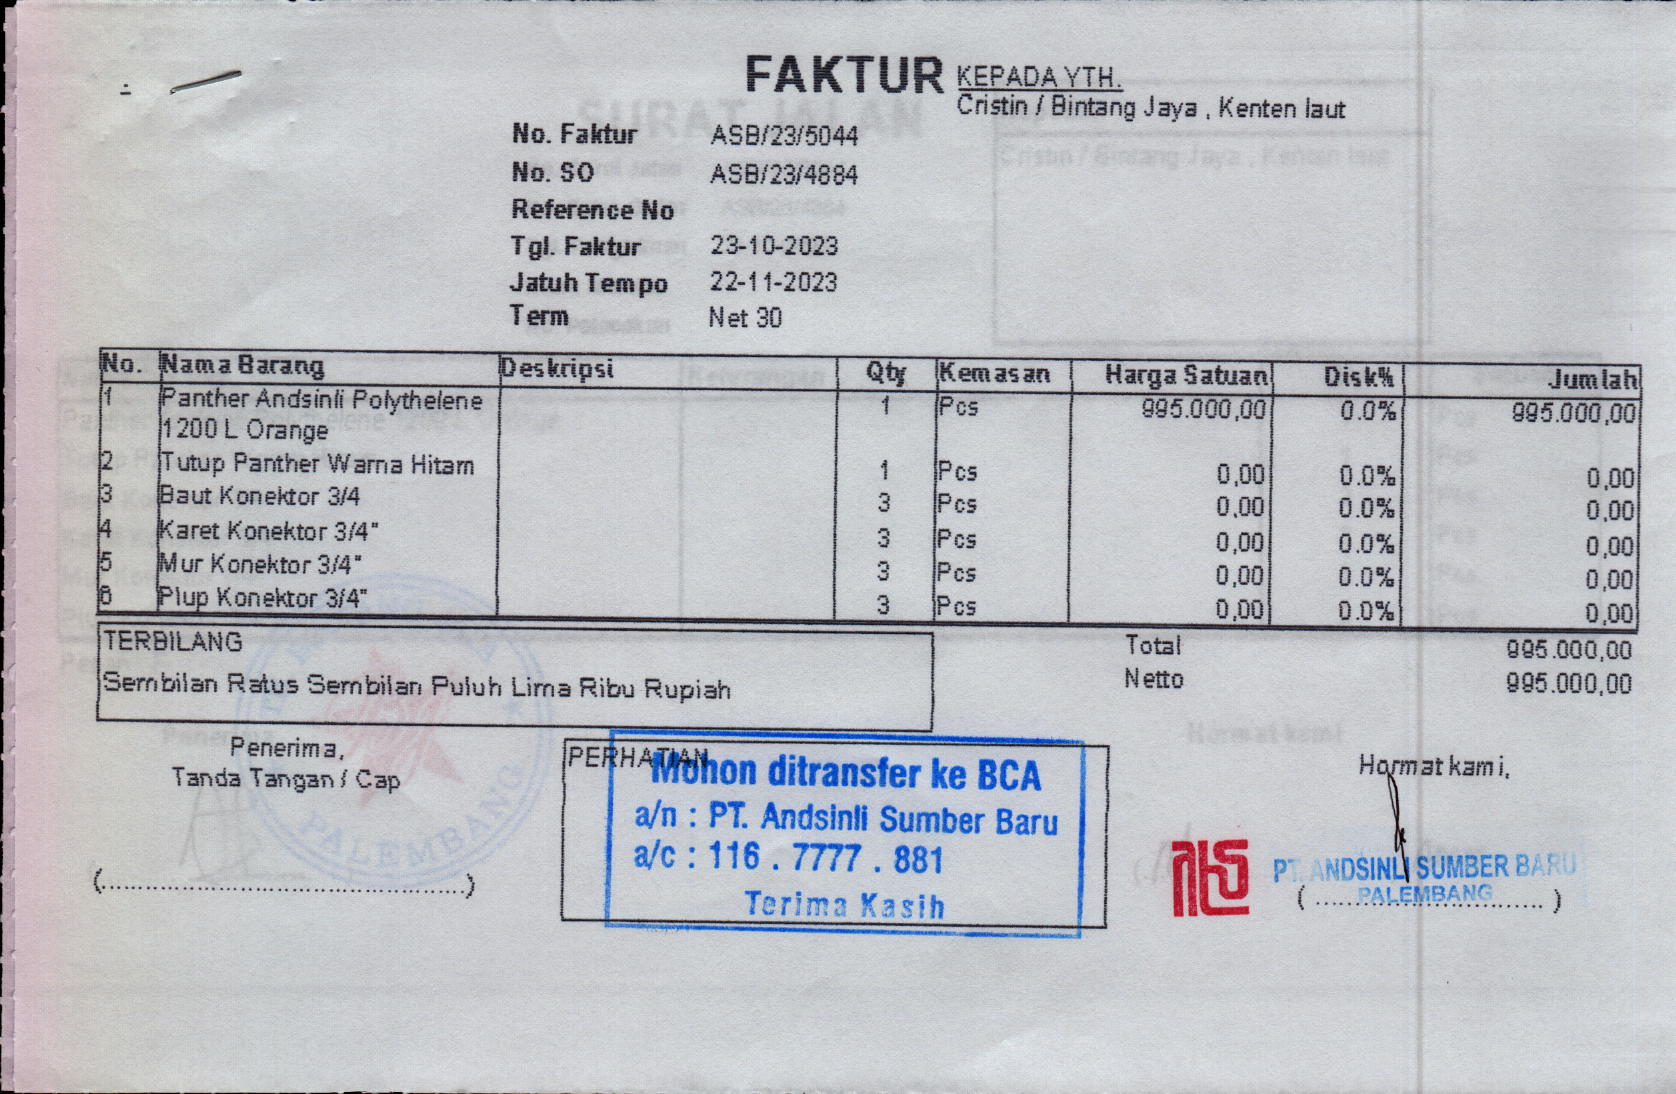 FAKTUR
KEPADA YTH.
Cristin / Bintang Jaya , Kenten laut
No. Faktur ASB/23/5044
No. SO ASB/23/4884
Reference No
Tgl. Faktur 23-10-2023
Jatuh Tempo 22-11-2023
Term Net 30
No. Nama Barang Deskripsi Qty Kemasan Harga Satuan Disk% Jumlah
1 Panther Andsinli Polythelene 1 Pcs 995.000,00 0.0% 995.000,00
1200 L Orange
2 Tutup Panther Warna Hitam 1 Pcs 0,00 0.0% 0,00
3 Baut Konektor 3/4 3 Pcs 0,00 0.0% 0,00
4 Karet Konektor 3/4" 3 Pcs 0,00 0.0% 0,00
5 Mur Konektor 3/4" 3 Pcs 0,00 0.0% 0,00
6 Plup Konektor 3/4" 3 Pcs 0,00 0.0% 0,00
TERBILANG
Sembilan Ratus Sembilan Puluh Lima Ribu Rupiah
Total 995.000,00
Netto 995.000,00
Penerima,
Tanda Tangan / Cap
(................................................)
PERHATIAN
Mohon ditransfer ke BCA
a/n : PT. Andsinli Sumber Baru
a/c : 116 . 7777 . 881
Terima Kasih
Hormat kami,
PT. ANDSINLI SUMBER BARU
PALEMBANG
( ................................ )
PALEMBANG
SURAT JALAN
Cristin / Bintang Jaya , Kenten laut